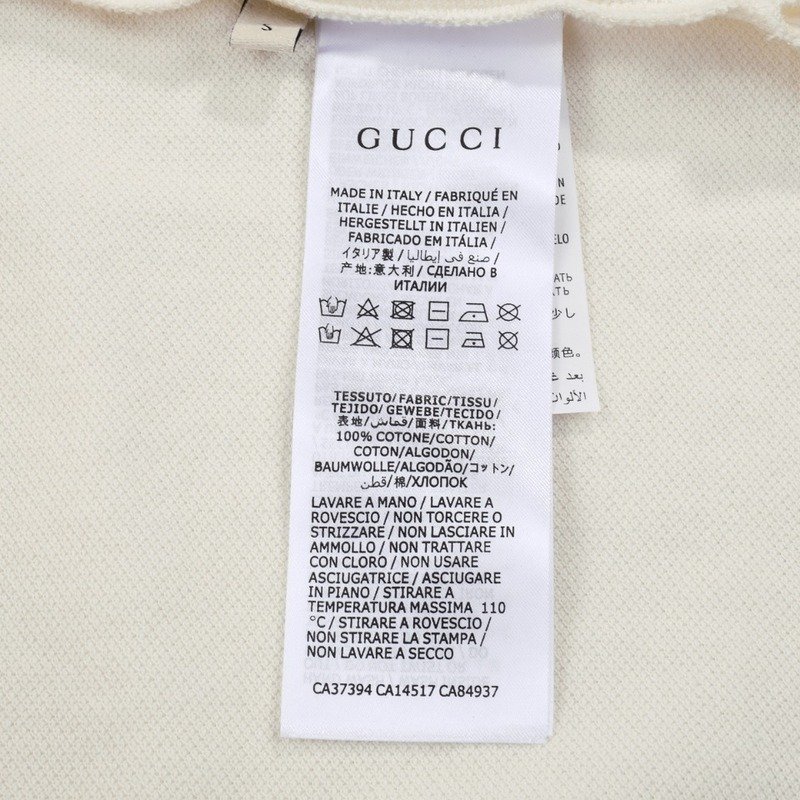 GUCCI
MADE IN ITALY / FABRIQUÉ EN
ITALIE / HECHO EN ITALIA /
HERGESTELLT IN ITALIEN /
FABRICADO EM ITÁLIA /
イタリア製 / صنع في إيطاليا /
产地:意大利 / СДЕЛАНО В
ИТАЛИИ
TESSUTO/FABRIC/TISSU/
TEJIDO/GEWEBE/TECIDO/
表地/قماش/面料/ТКАНЬ:
100% COTONE/COTTON/
COTON/ALGODON/
BAUMWOLLE/ALGODÃO/コットン/
قطن/棉/ХЛОПОК
LAVARE A MANO / LAVARE A
ROVESCIO / NON TORCERE O
STRIZZARE / NON LASCIARE IN
AMMOLLO / NON TRATTARE
CON CLORO / NON USARE
ASCIUGATRICE / ASCIUGARE
IN PIANO / STIRARE A
TEMPERATURA MASSIMA 110
°C / STIRARE A ROVESCIO /
NON STIRARE LA STAMPA /
NON LAVARE A SECCO
CA37394 CA14517 CA84937
颜色。
بعد
الألوان